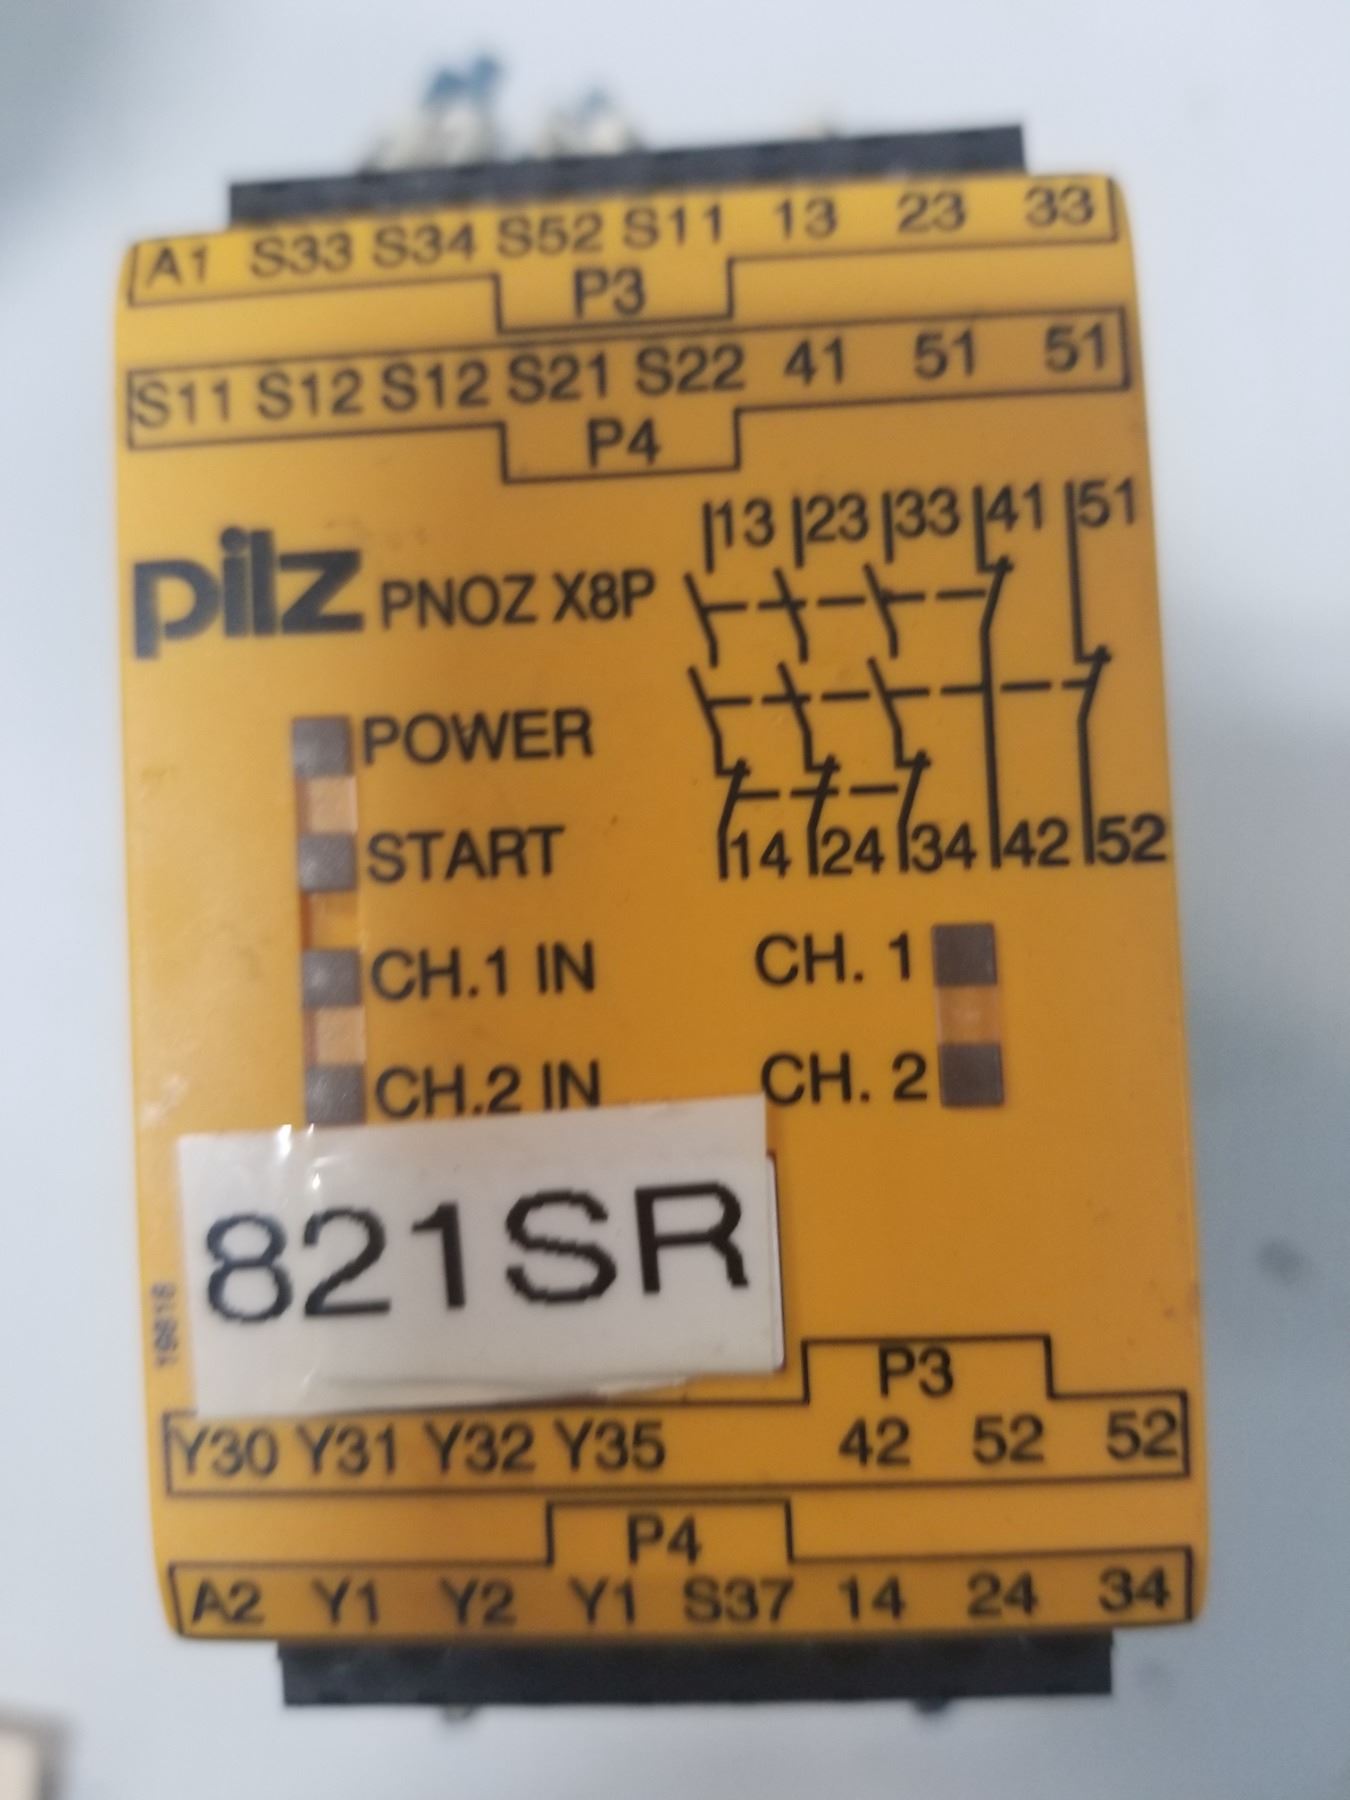 A1 S33 S34 S52 S11 13 23 33
P3
S11 S12 S12 S21 S22 41 51 51
P4
13 23 33 41 51
pilz PNOZ X8P
POWER
START
14 24 34 42 52
CH.1 IN CH. 1
CH.2 IN CH. 2
821SR
P3
Y30 Y31 Y32 Y35 42 52 52
P4
A2 Y1 Y2 Y1 S37 14 24 34